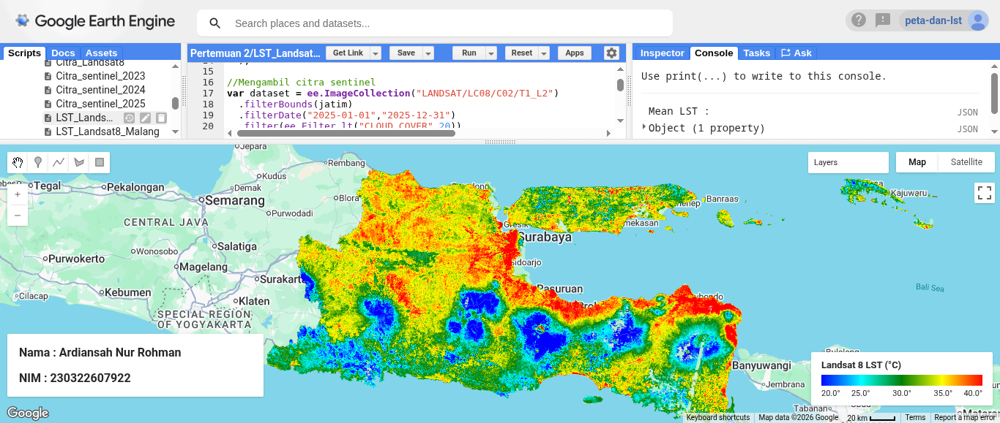 Google Earth Engine
Search places and datasets...
peta-dan-lst
Scripts
Docs
Assets
Citra_Landsat8
Citra_sentinel_2023
Citra_sentinel_2024
Citra_sentinel_2025
LST_Lands...
LST_Landsat8_Malang
Pertemuan 2/LST_Landsat...
Get Link
Save
Run
Reset
Apps
15
16 //Mengambil citra sentinel
17 var dataset = ee.ImageCollection("LANDSAT/LC08/C02/T1_L2")
18 .filterBounds(jatim)
19 .filterDate("2025-01-01","2025-12-31")
20 .filter(ee.Filter.lt("CLOUD_COVER",20))
Inspector
Console
Tasks
Ask
Use print(...) to write to this console.
Mean LST :
JSON
Object (1 property)
JSON
Layers
Map
Satellite
Jepara
Rembang
Kudus
Tegal
Pekalongan
Demak
Semarang
Blora
Purwodadi
CENTRAL JAVA
Gresik
Surabaya
Banraas
Kajuwaru
Salatiga
Wonosobo
Purwokerto
Magelang
Sidoarjo
Surakarta
Kebumen
Cilacap
Klaten
Pasuruan
Bali Sea
SPECIAL REGION
OF YOGYAKARTA
Banyuwangi
Jembrana
Tabanan
Nama : Ardiansah Nur Rohman
NIM : 230322607922
Landsat 8 LST (°C)
20.0° 25.0° 30.0° 35.0° 40.0°
Google
Keyboard shortcuts
Map data ©2026 Google
20 km
Terms
Report a map error